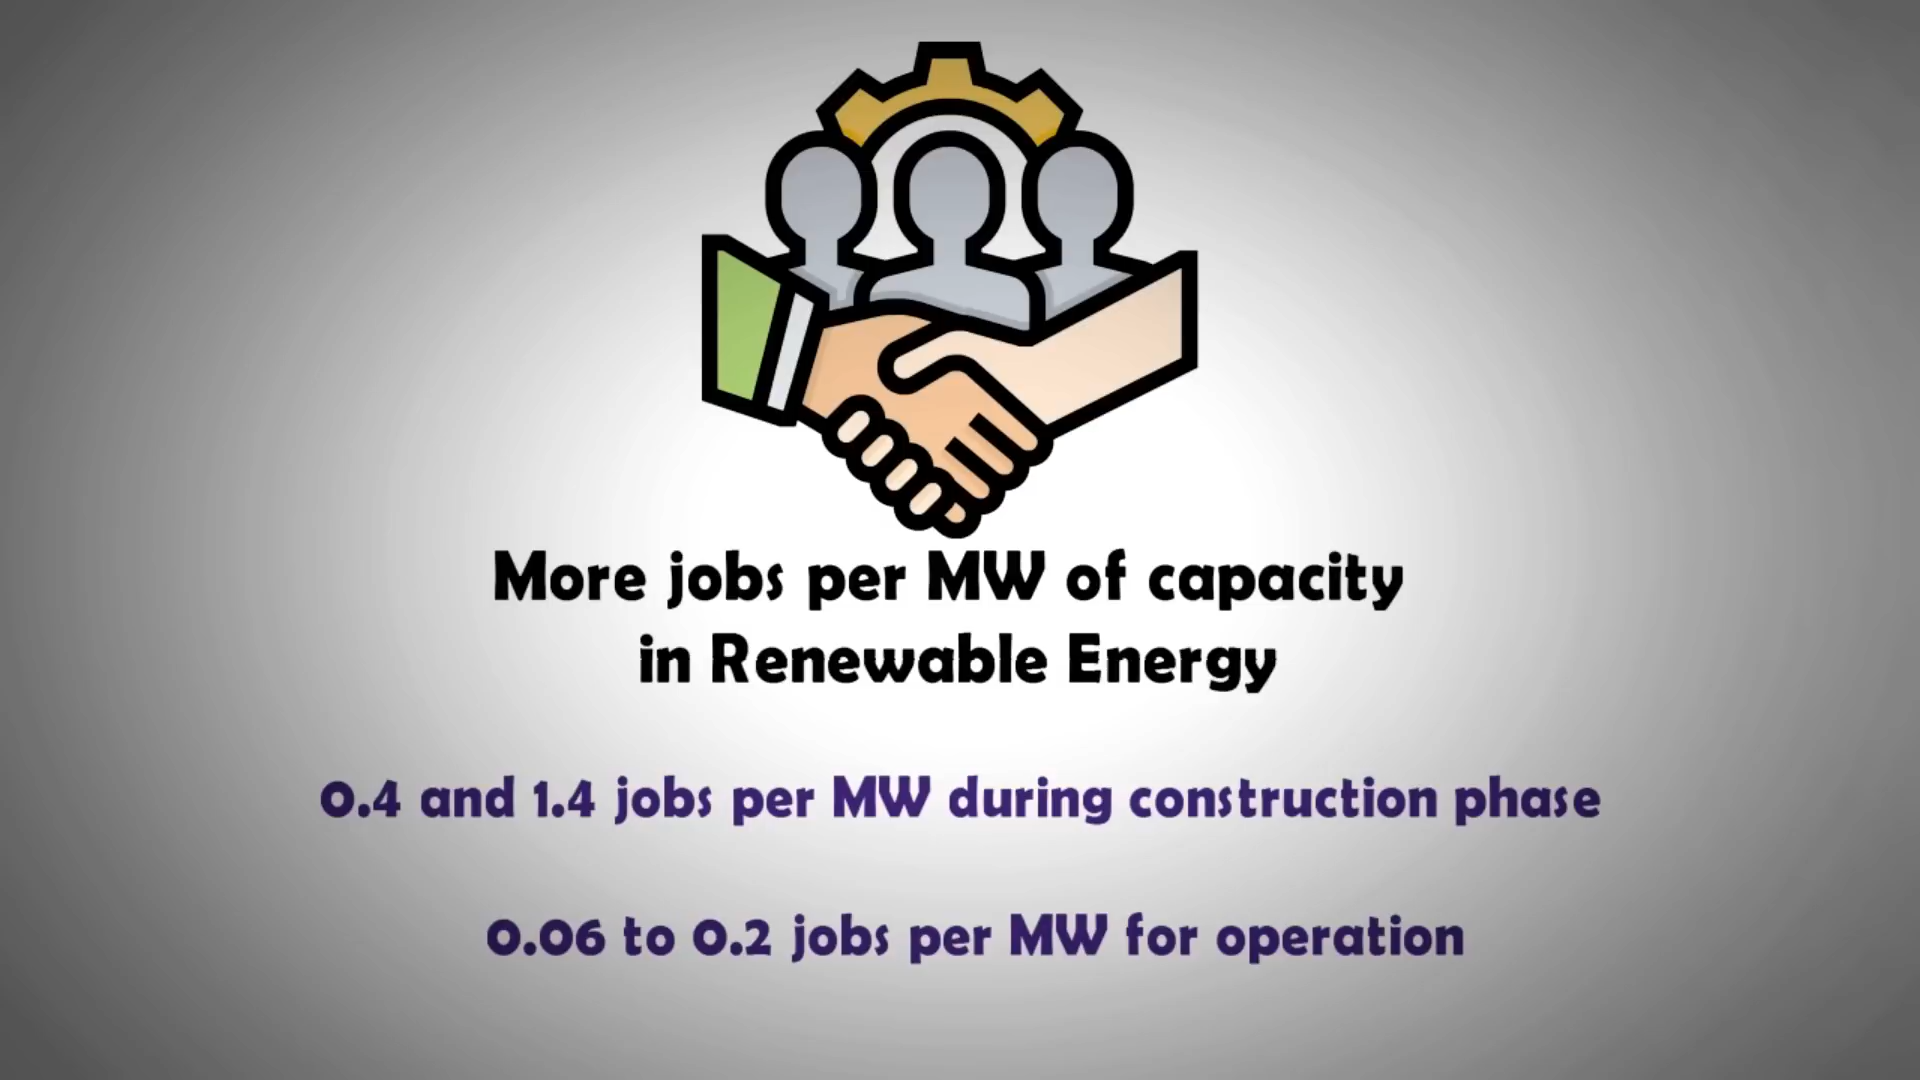 More jobs per MW of capacity
in Renewable Energy
0.4 and 1.4 jobs per MW during construction phase
0.06 to 0.2 jobs per MW for operation